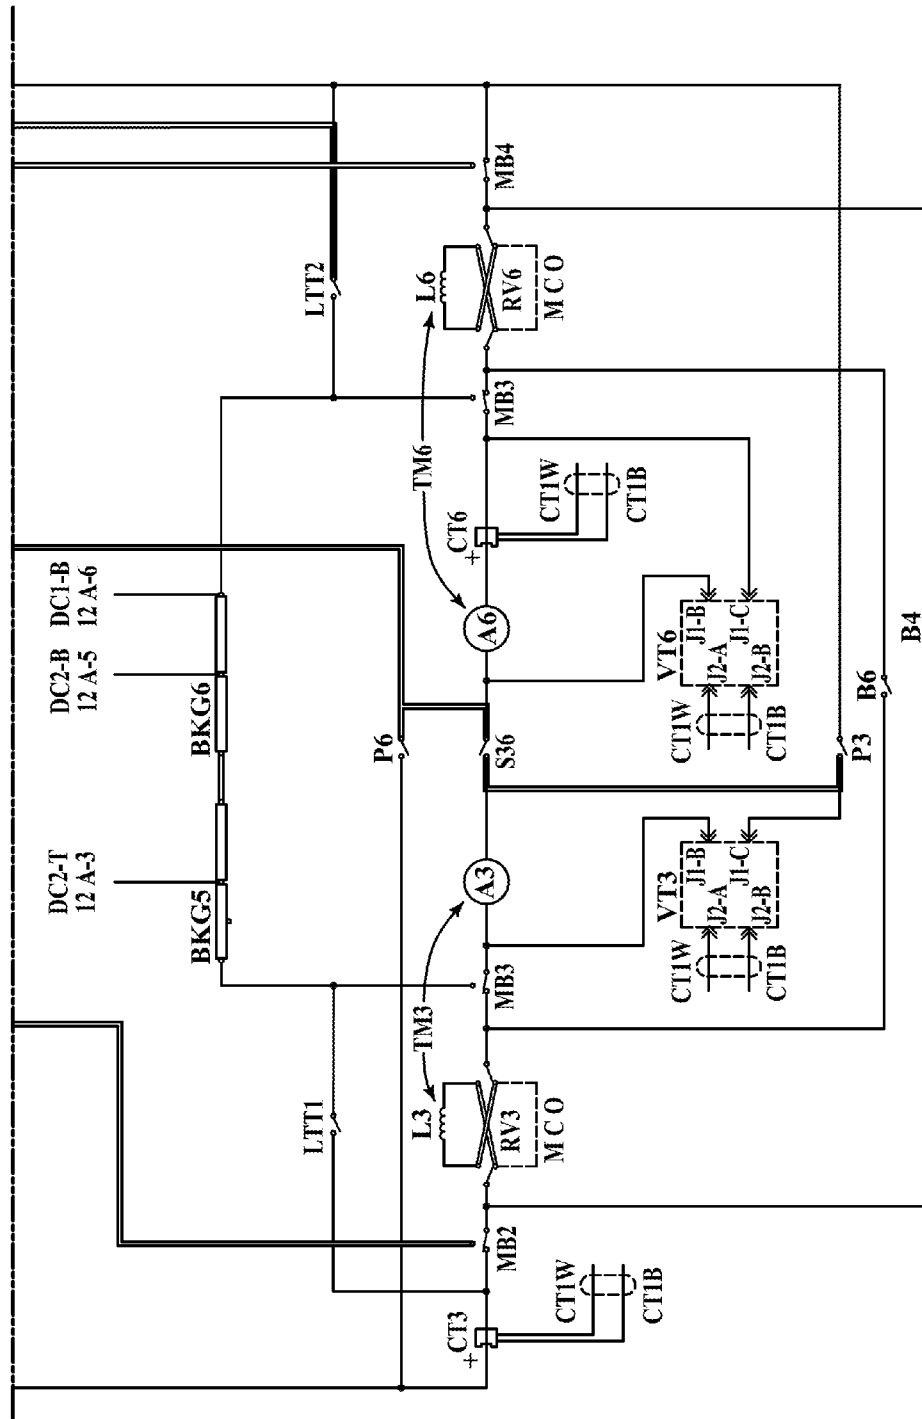 DC2-T
12 A-3
DC2-B
12 A-5
DC1-B
12 A-6
BKG5
BKG6
LTT1
LTT2
P6
L3
TM3
TM6
L6
CT3
+
MB2
RV3
M C O
MB3
A3
S36
A6
CT6
+
MB3
RV6
M C O
MB4
CT1W
CT1B
CT1W
CT1B
CT1W
CT1B
VT3
J2-A
J1-B
J2-B
J1-C
CT1W
CT1B
VT6
J2-A
J1-B
J2-B
J1-C
P3
B6
B4